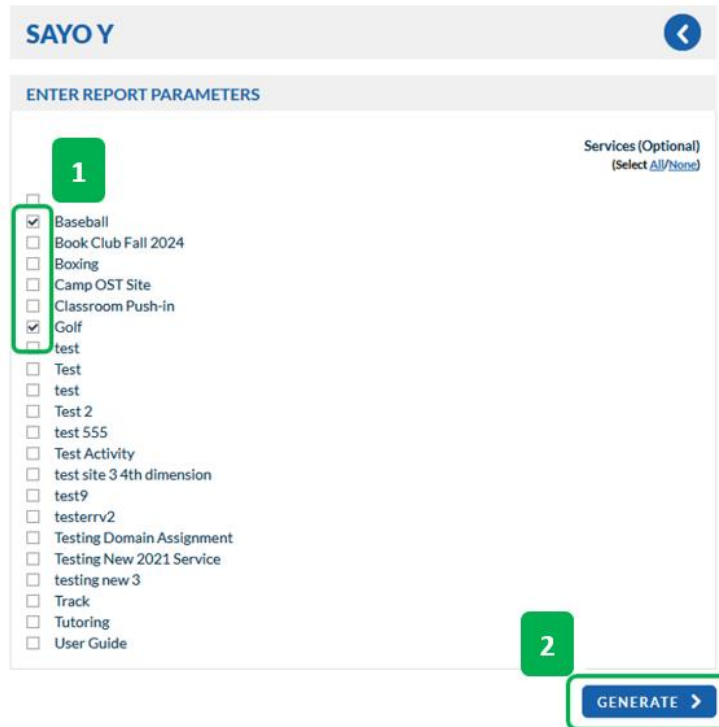 SAYO Y
ENTER REPORT PARAMETERS
Services (Optional)
(Select All/None)
1
Baseball
Book Club Fall 2024
Boxing
Camp OST Site
Classroom Push-in
Golf
test
Test
test
Test 2
test 555
Test Activity
test site 3 4th dimension
test9
testerrv2
Testing Domain Assignment
Testing New 2021 Service
testing new 3
Track
Tutoring
User Guide
2
GENERATE